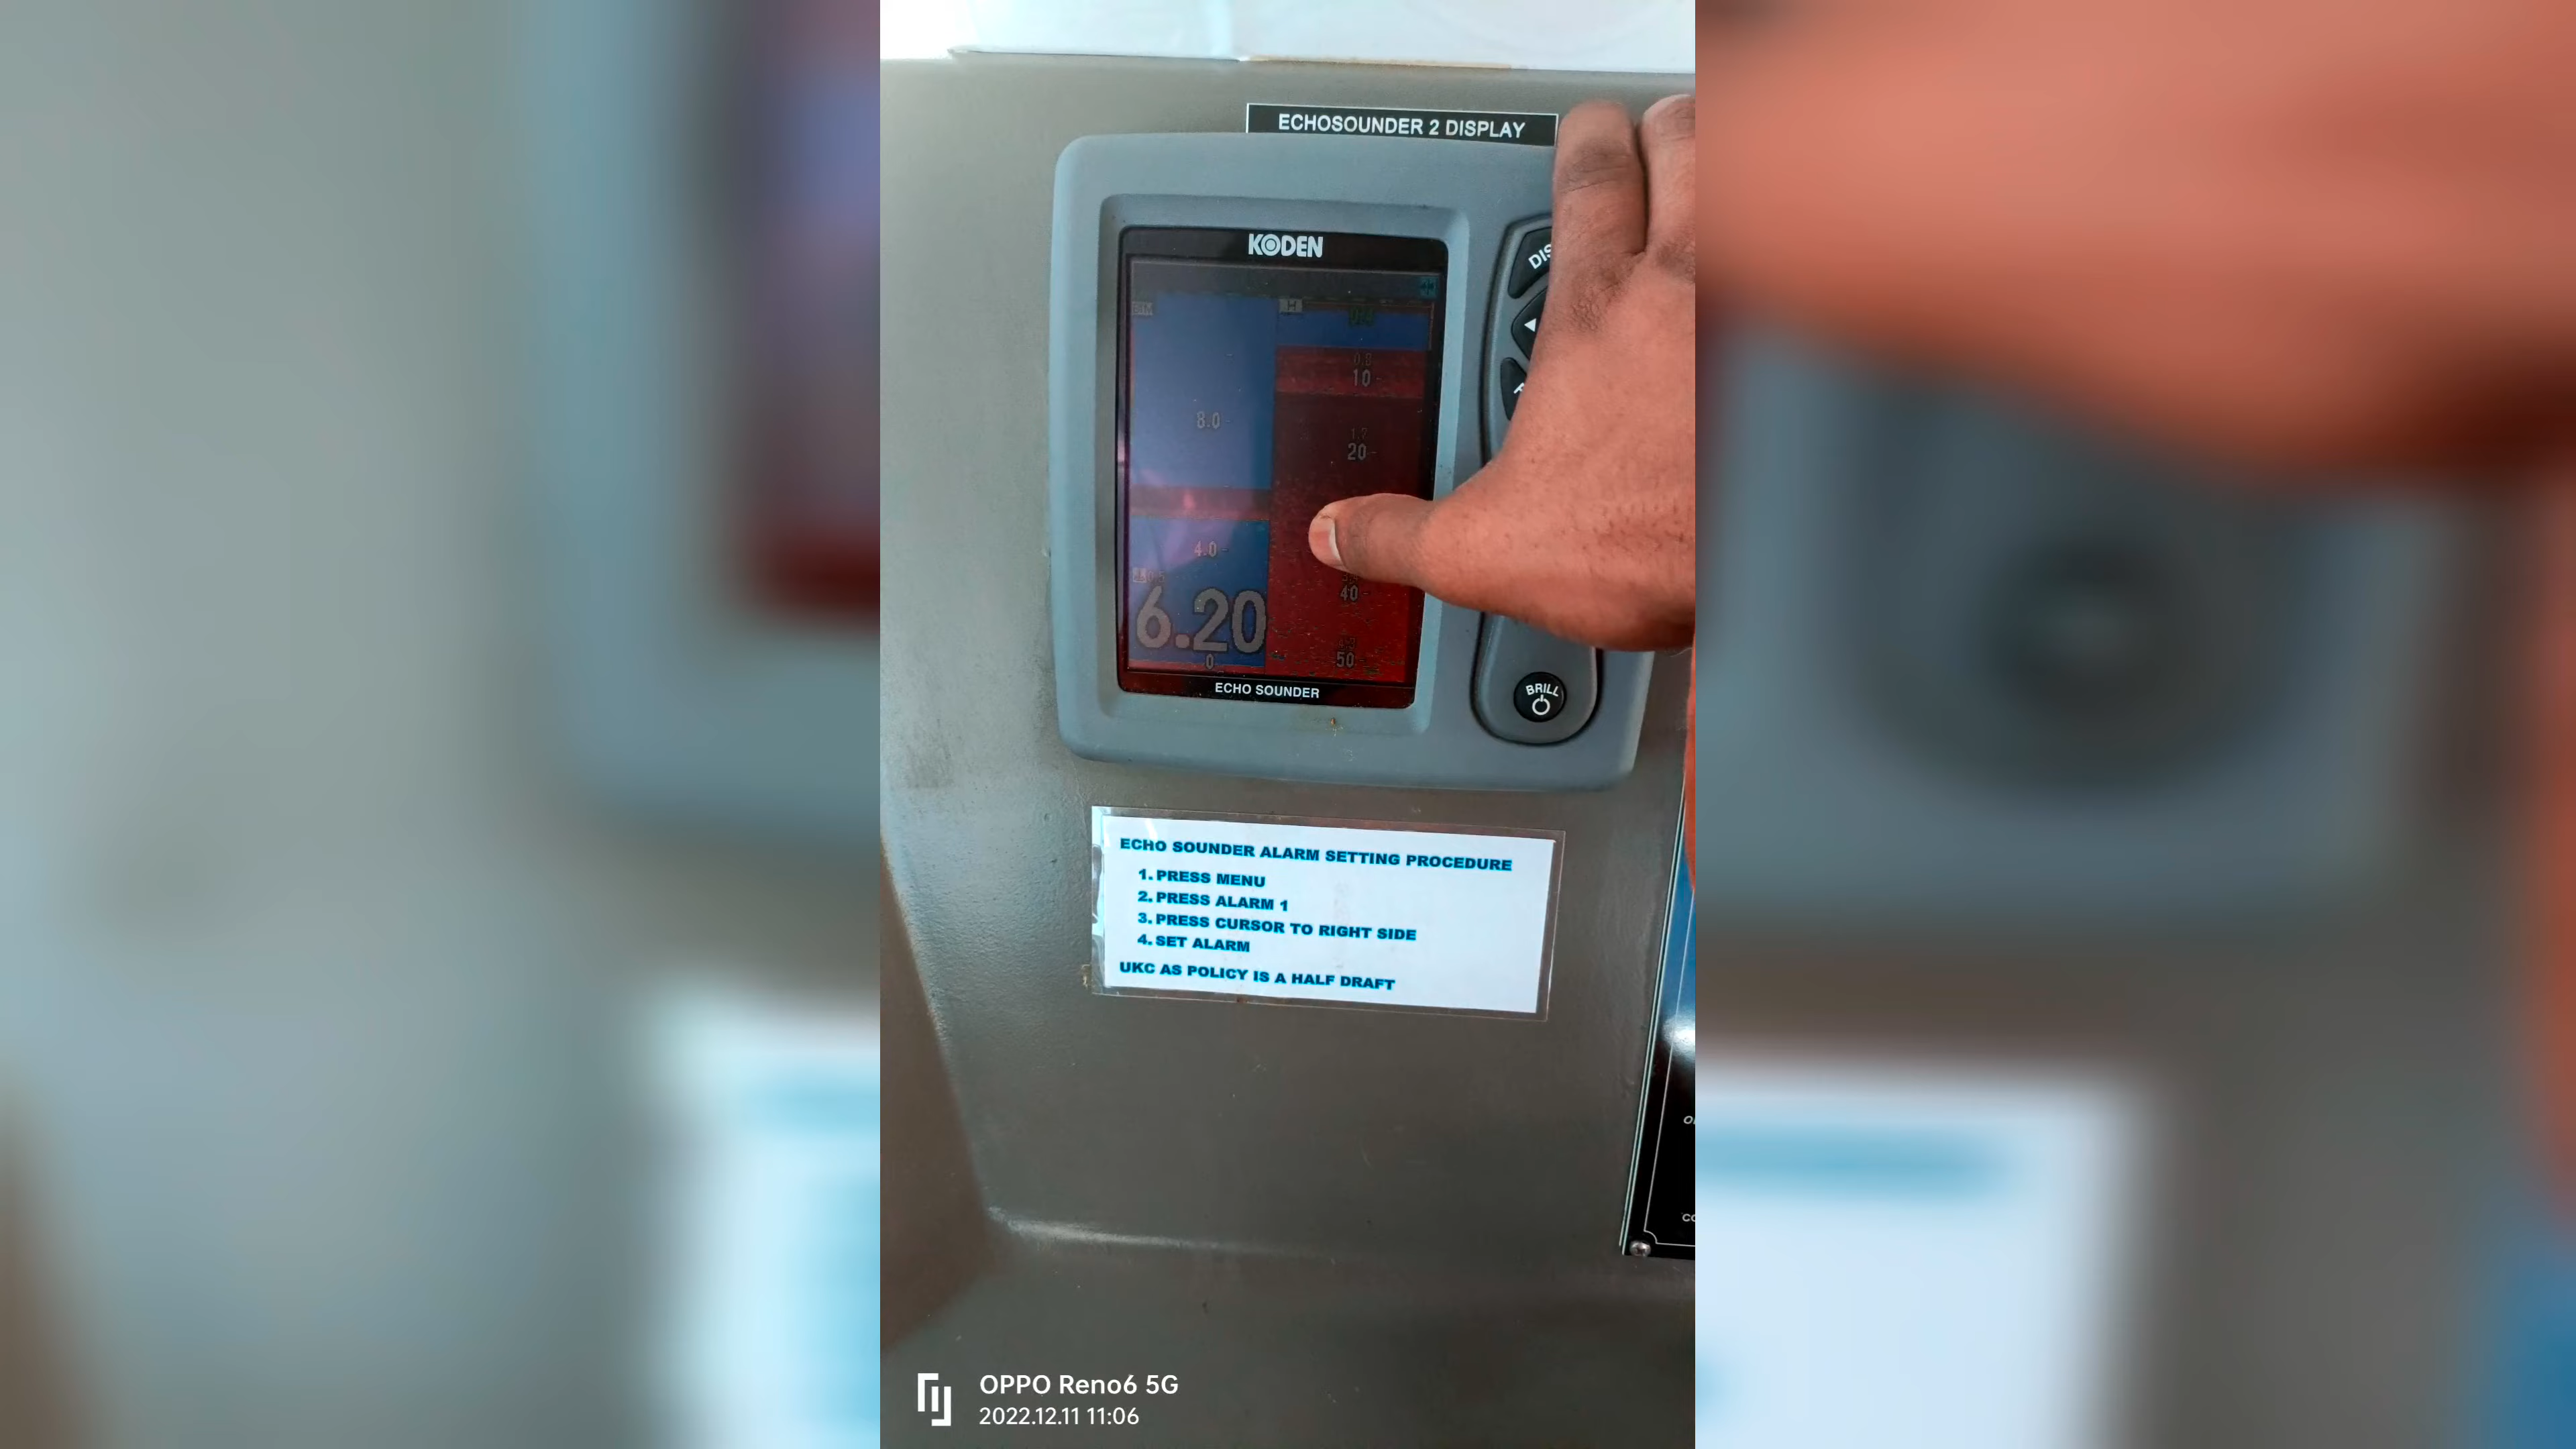 ECHOSOUNDER 2 DISPLAY
KODEN
10
8.0
20
4.0
40
6.20
0
50
ECHO SOUNDER
BRILL
ECHO SOUNDER ALARM SETTING PROCEDURE
1. PRESS MENU
2. PRESS ALARM 1
3. PRESS CURSOR TO RIGHT SIDE
4. SET ALARM
UKC AS POLICY IS A HALF DRAFT
OPPO Reno6 5G
2022.12.11 11:06